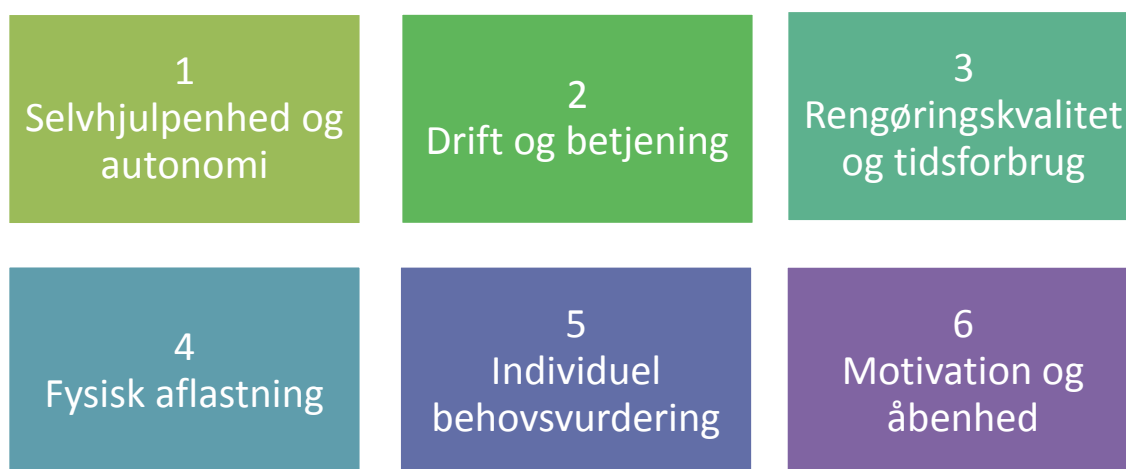 1
Selvhjulpenhed og
autonomi
2
Drift og betjening
3
Rengøringskvalitet
og tidsforbrug
4
Fysisk aflastning
5
Individuel
behovsvurdering
6
Motivation og
åbenhed